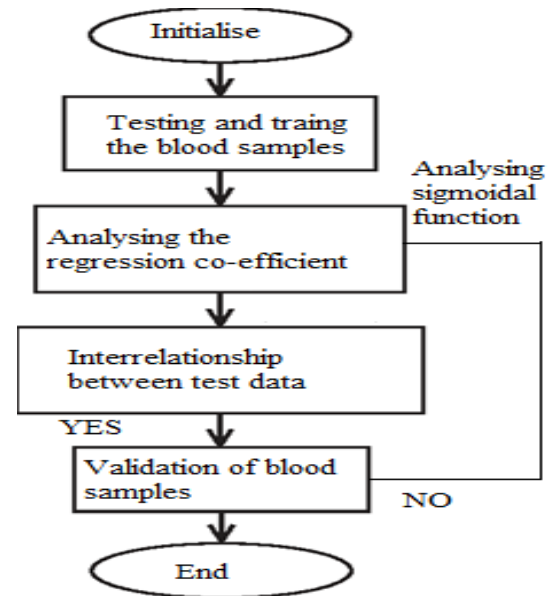 Initialise
Testing and traing
the blood samples
Analysing
sigmoidal
function
Analysing the
regression co-efficient
Interrelationship
between test data
YES
Validation of blood
samples
NO
End